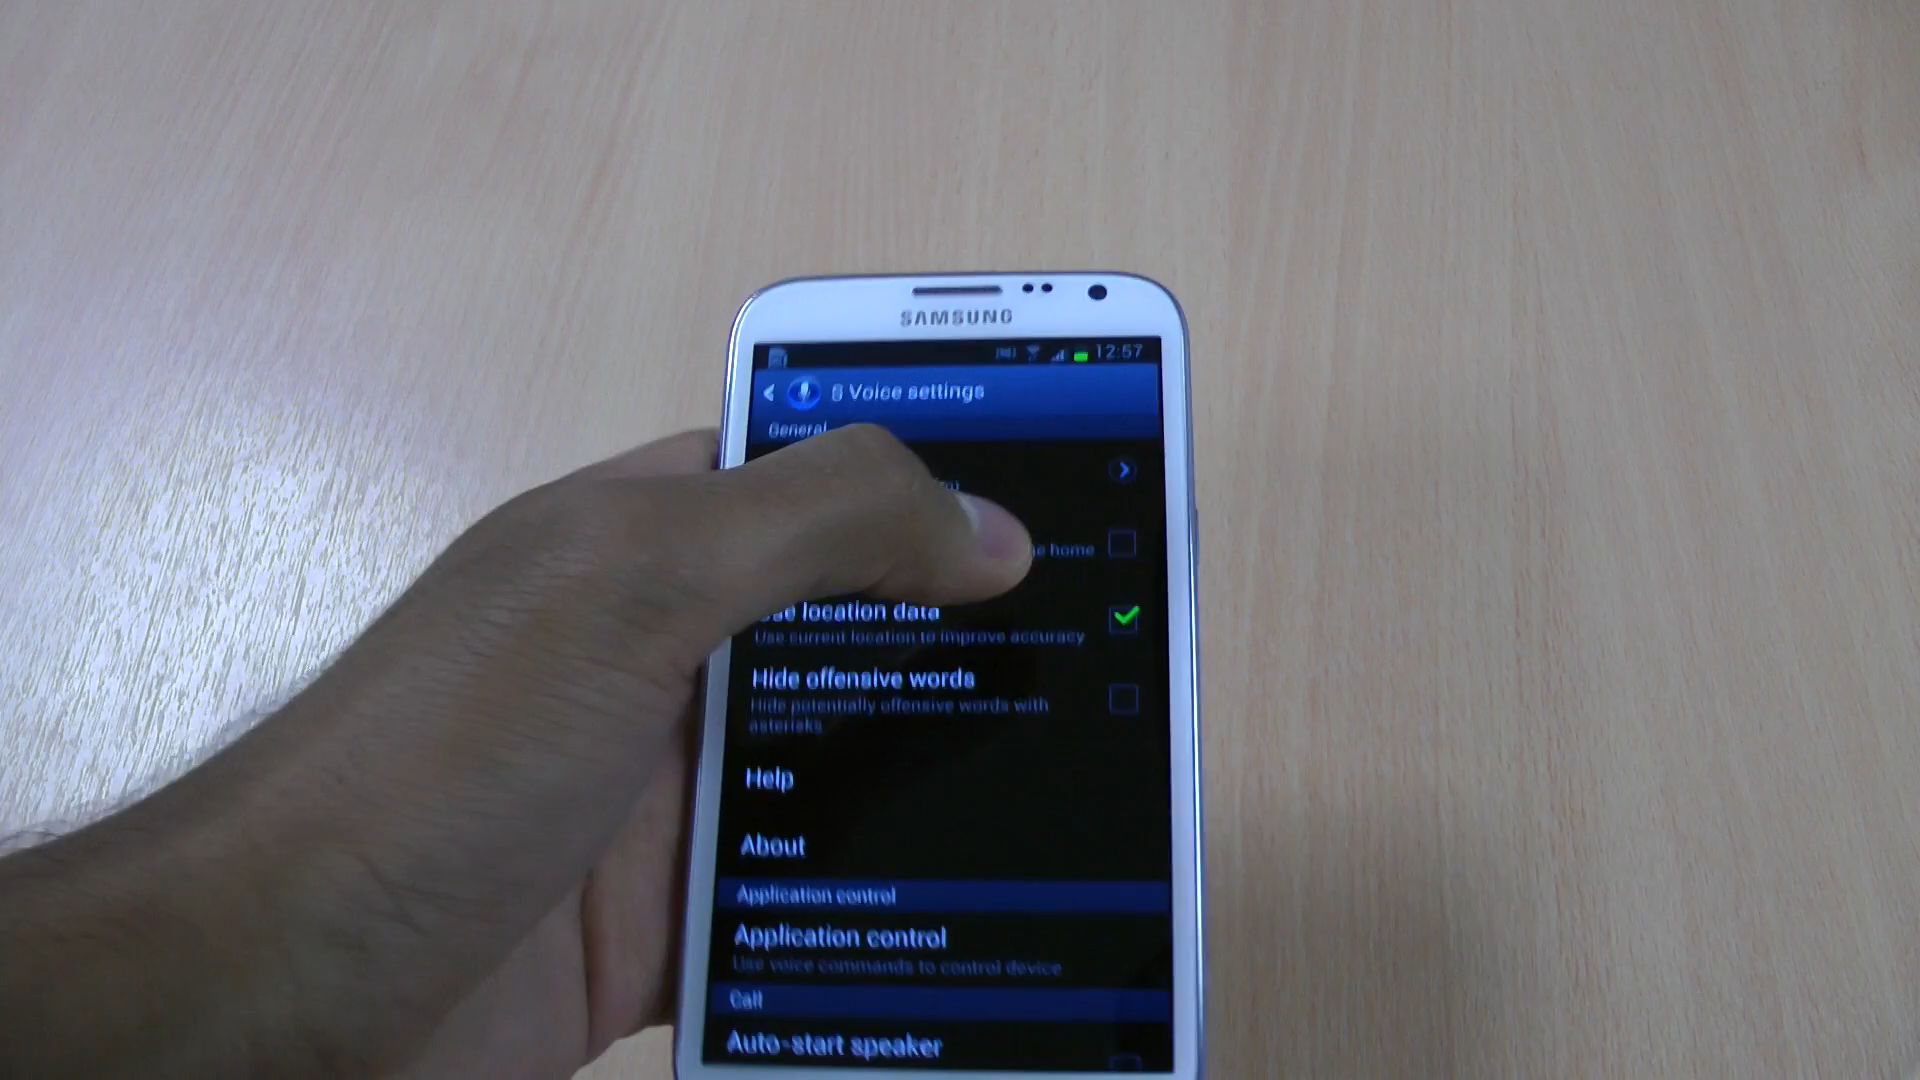 SAMSUNG
12:57
S Voice settings
General
home
location data
Use current location to improve accuracy
Hide offensive words
Hide potentially offensive words with
asterisks
Help
About
Application control
Application control
Use voice commands to control device
Call
Auto-start speaker